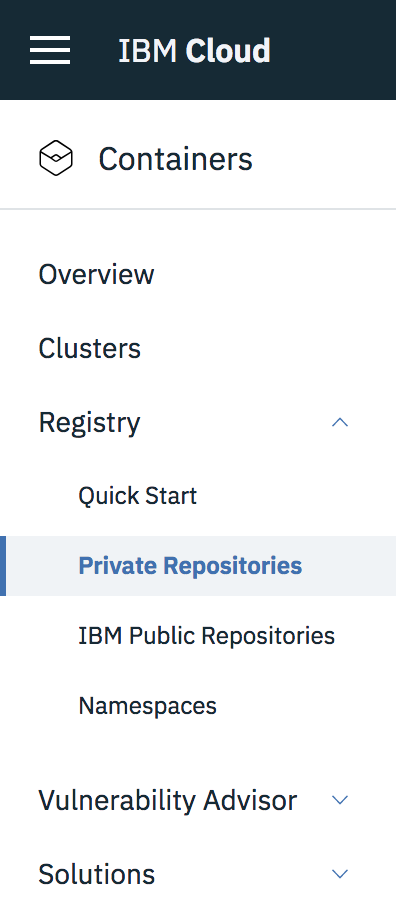 IBM Cloud
Containers
Overview
Clusters
Registry
Quick Start
Private Repositories
IBM Public Repositories
Namespaces
Vulnerability Advisor
Solutions